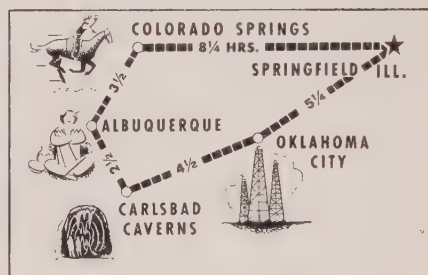 COLORADO SPRINGS
8¼ HRS.
SPRINGFIELD ILL.
3½
5¼
ALBUQUERQUE
OKLAHOMA
CITY
2½
4½
CARLSBAD
CAVERNS